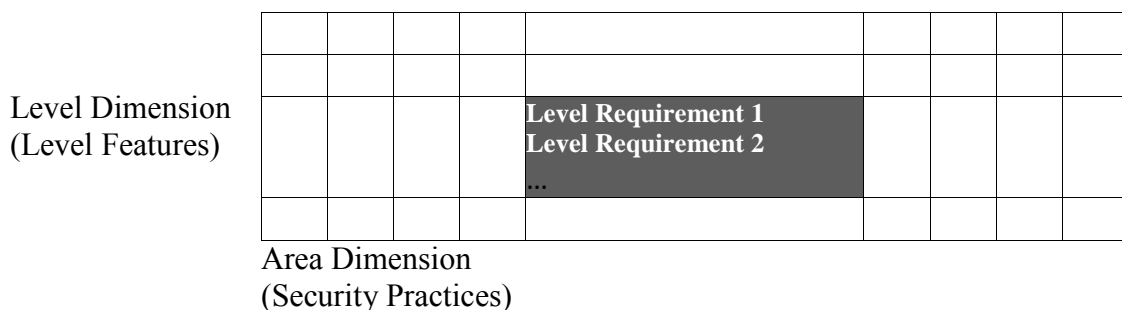 Level Dimension
(Level Features)
Level Requirement 1
Level Requirement 2
...
Area Dimension
(Security Practices)